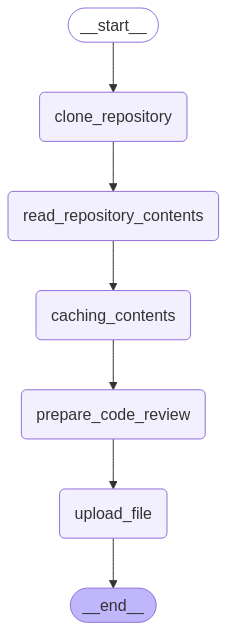 __start__
clone_repository
read_repository_contents
caching_contents
prepare_code_review
upload_file
__end__